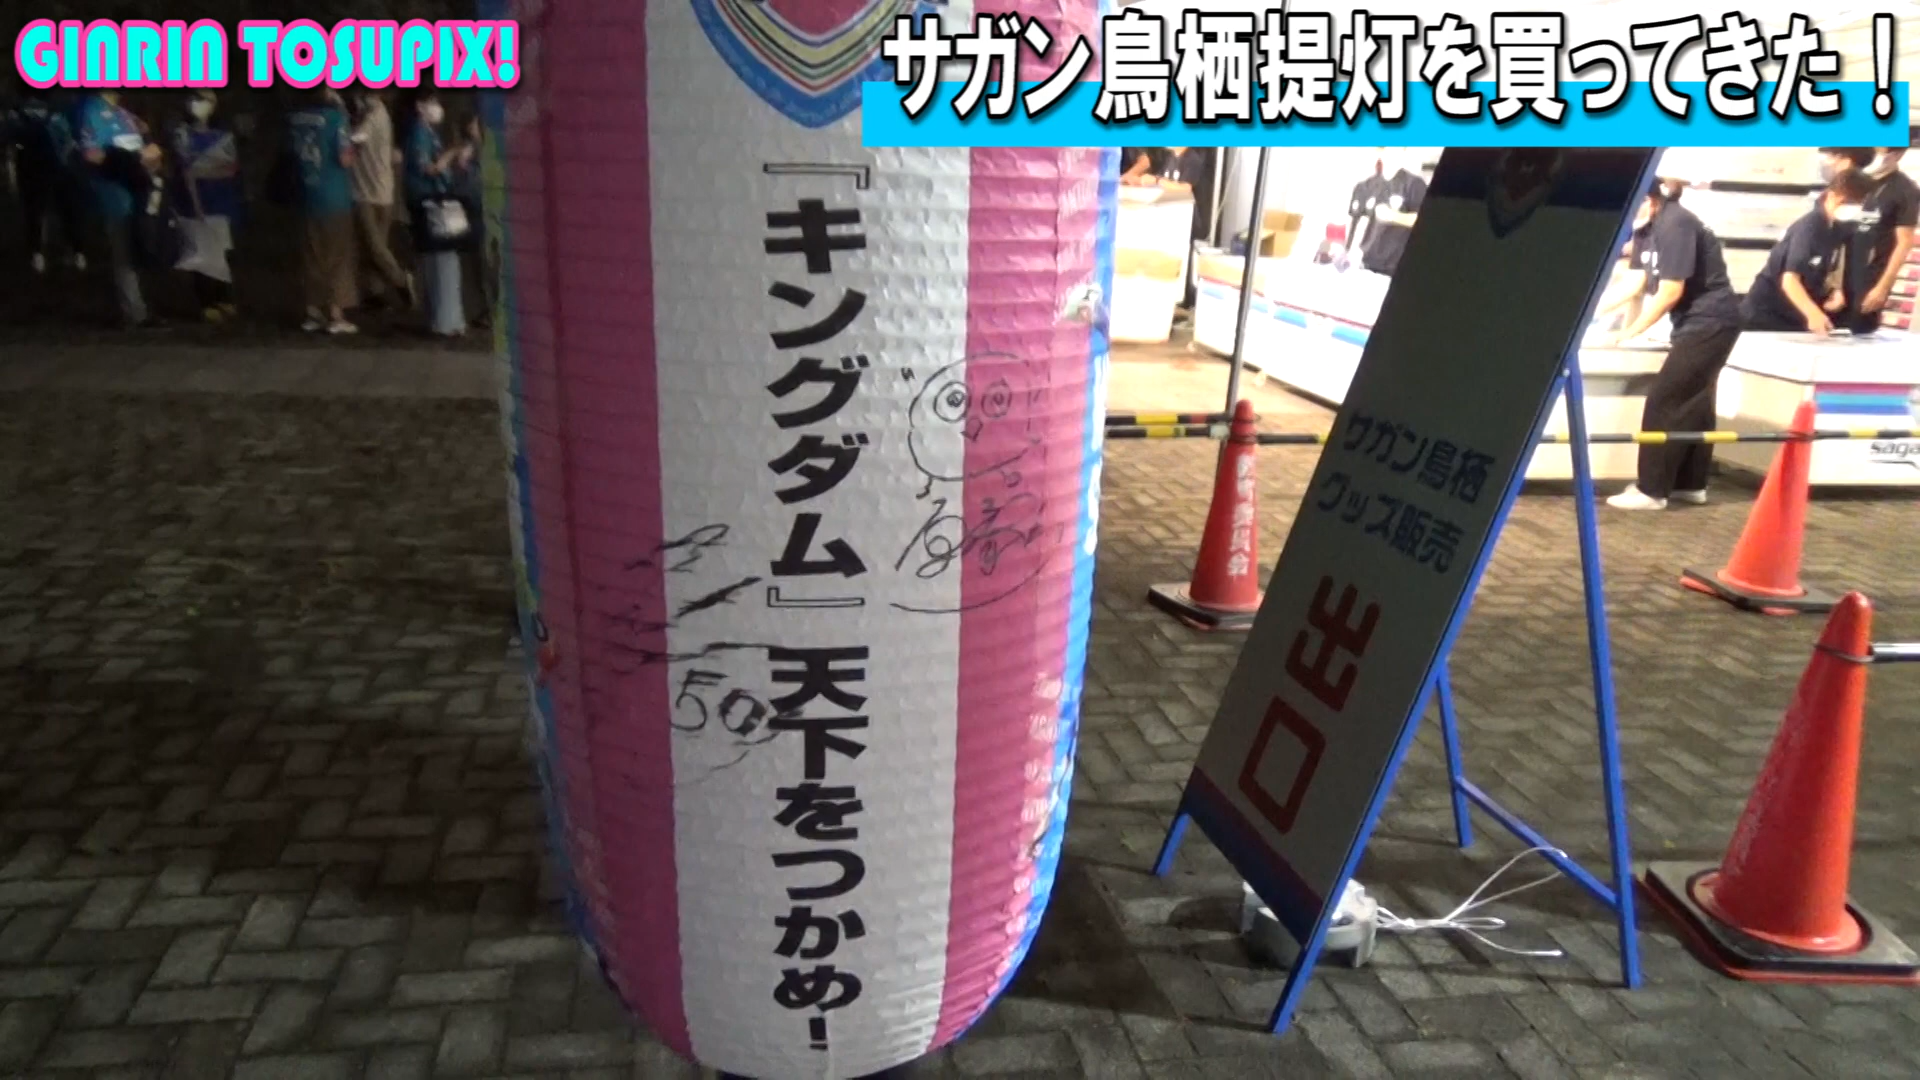 GINRIN TOSUPIX!
サガン鳥栖提灯を買ってきた！
『キングダム』天下をつかめ！
50
サガン鳥栖
グッズ販売
出口
saga